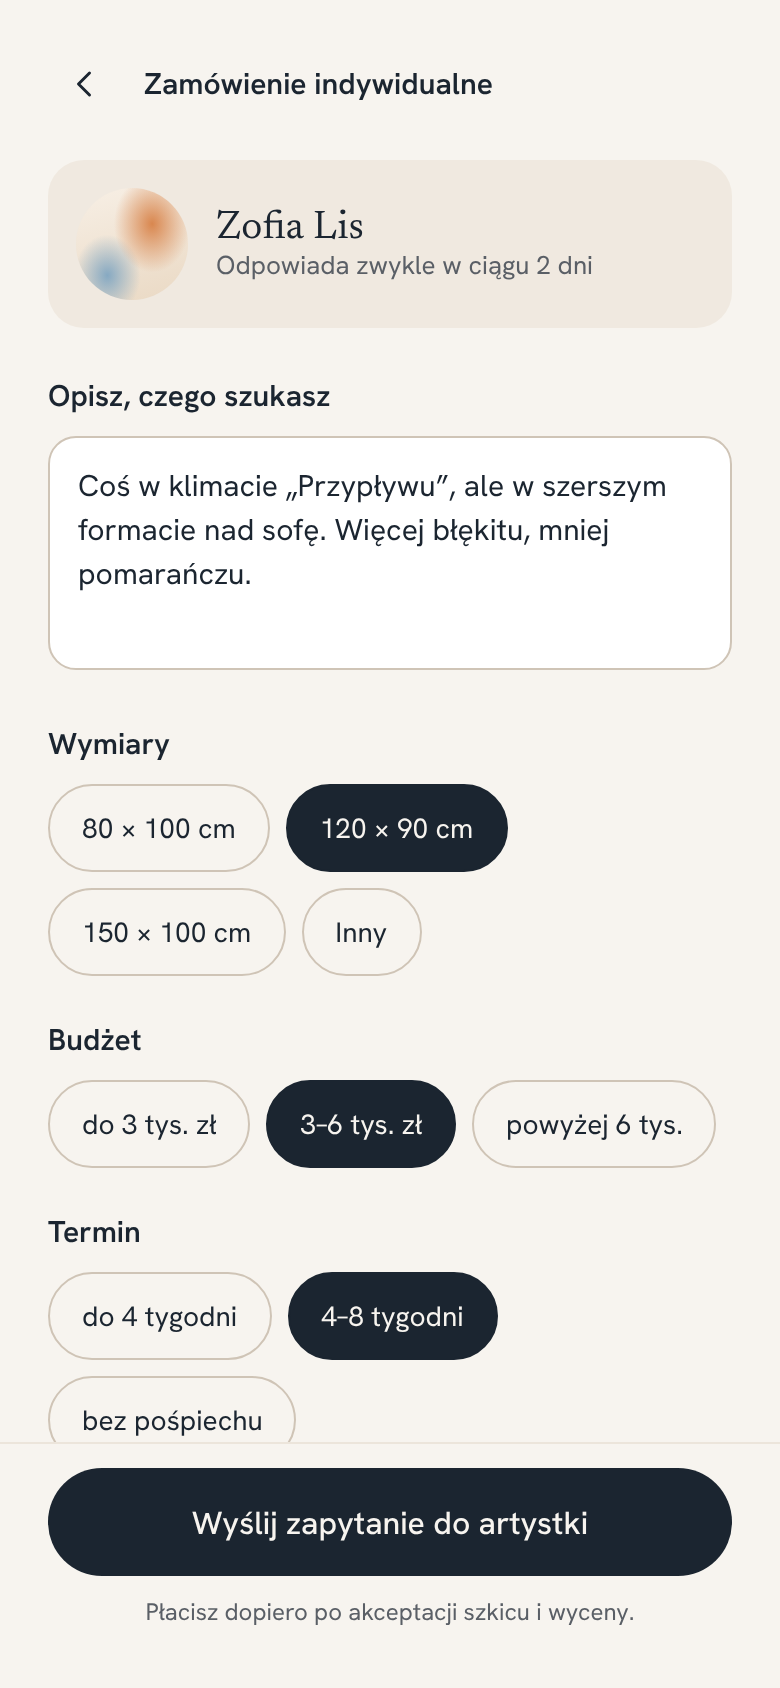 Zamówienie indywidualne
Zofia Lis
Odpowiada zwykle w ciągu 2 dni
Opisz, czego szukasz
Coś w klimacie „Przypływu”, ale w szerszym
formacie nad sofę. Więcej błękitu, mniej
pomarańczu.
Wymiary
80 × 100 cm
120 × 90 cm
150 × 100 cm
Inny
Budżet
do 3 tys. zł
3–6 tys. zł
powyżej 6 tys.
Termin
do 4 tygodni
4–8 tygodni
bez pośpiechu
Wyślij zapytanie do artystki
Płacisz dopiero po akceptacji szkicu i wyceny.